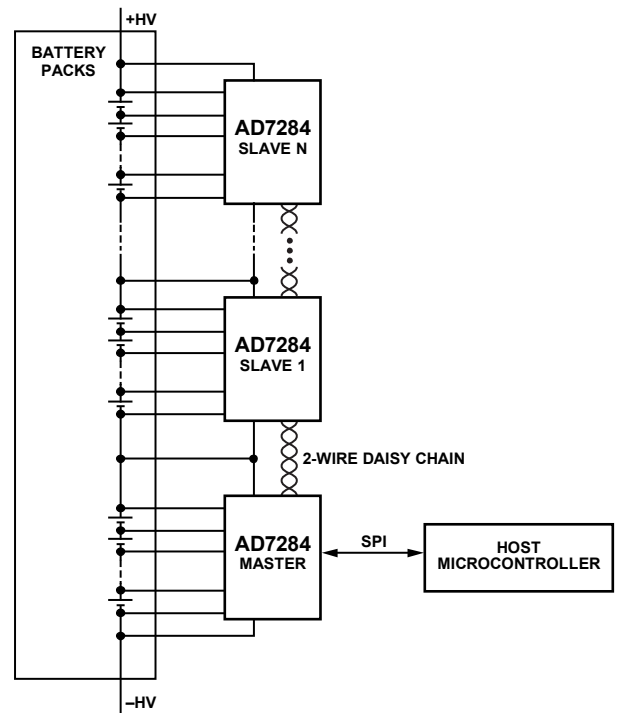 +HV
BATTERY
PACKS
AD7284
SLAVE N
AD7284
SLAVE 1
2-WIRE DAISY CHAIN
AD7284
MASTER
SPI
HOST
MICROCONTROLLER
–HV